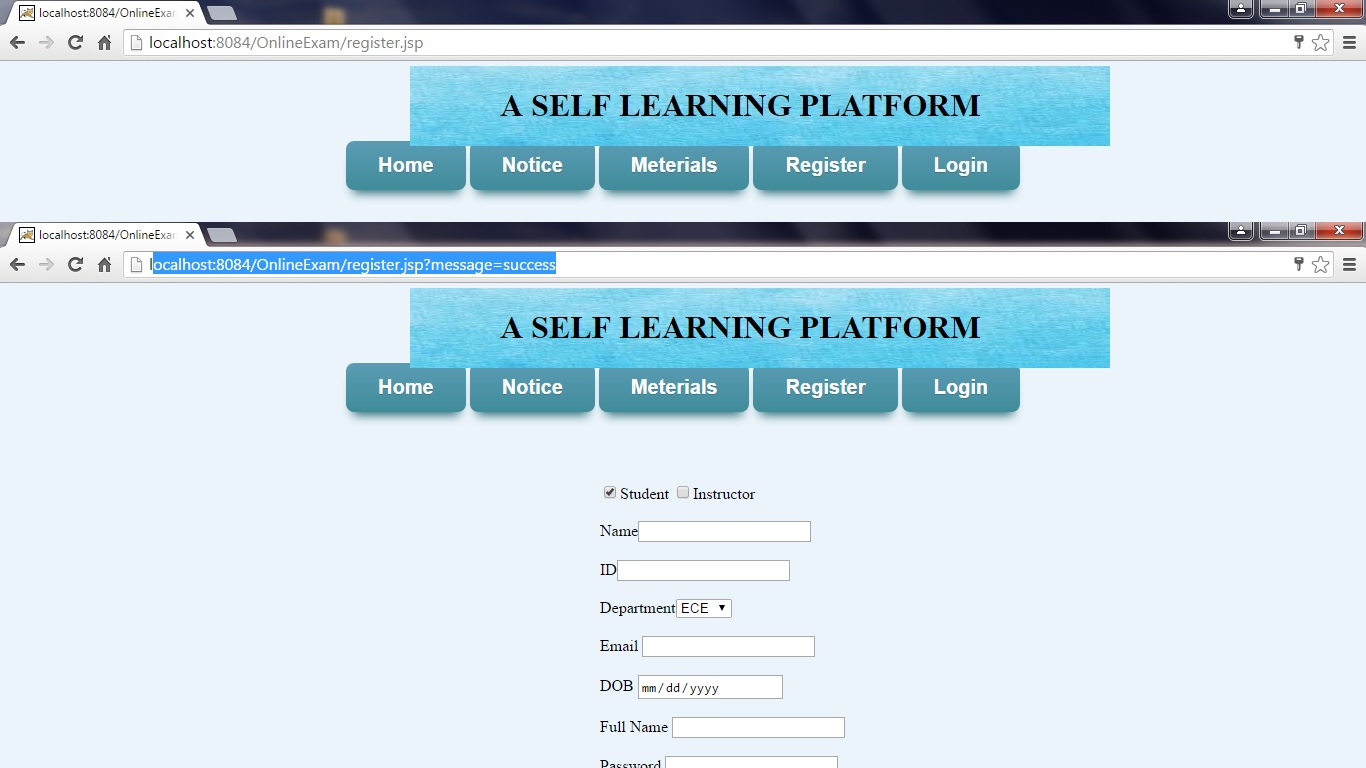 localhost:8084/OnlineExa
localhost:8084/OnlineExam/register.jsp
A SELF LEARNING PLATFORM
Home Notice Meterials Register Login
localhost:8084/OnlineExa
localhost:8084/OnlineExam/register.jsp?message=success
A SELF LEARNING PLATFORM
Home Notice Meterials Register Login
Student Instructor
Name
ID
Department ECE
Email
DOB mm/dd/yyyy
Full Name
Password